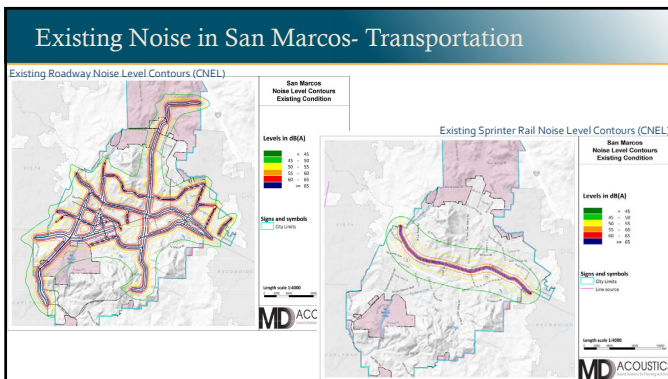 Existing Noise in San Marcos- Transportation
Existing Roadway Noise Level Contours (CNEL)
San Marcos
Noise Level Contours
Existing Condition
Levels in dB(A)
< 45
45 - 50
50 - 55
55 - 60
60 - 65
>= 65
Signs and symbols
City Limits
Length scale 1:4000
MD ACC
Existing Sprinter Rail Noise Level Contours (CNEL)
San Marcos
Noise Level Contours
Existing Condition
Levels in dB(A)
< 45
45 - 50
50 - 55
55 - 60
60 - 65
>= 65
Signs and symbols
City Limits
Line source
Length scale 1:4000
MD ACOUSTICS